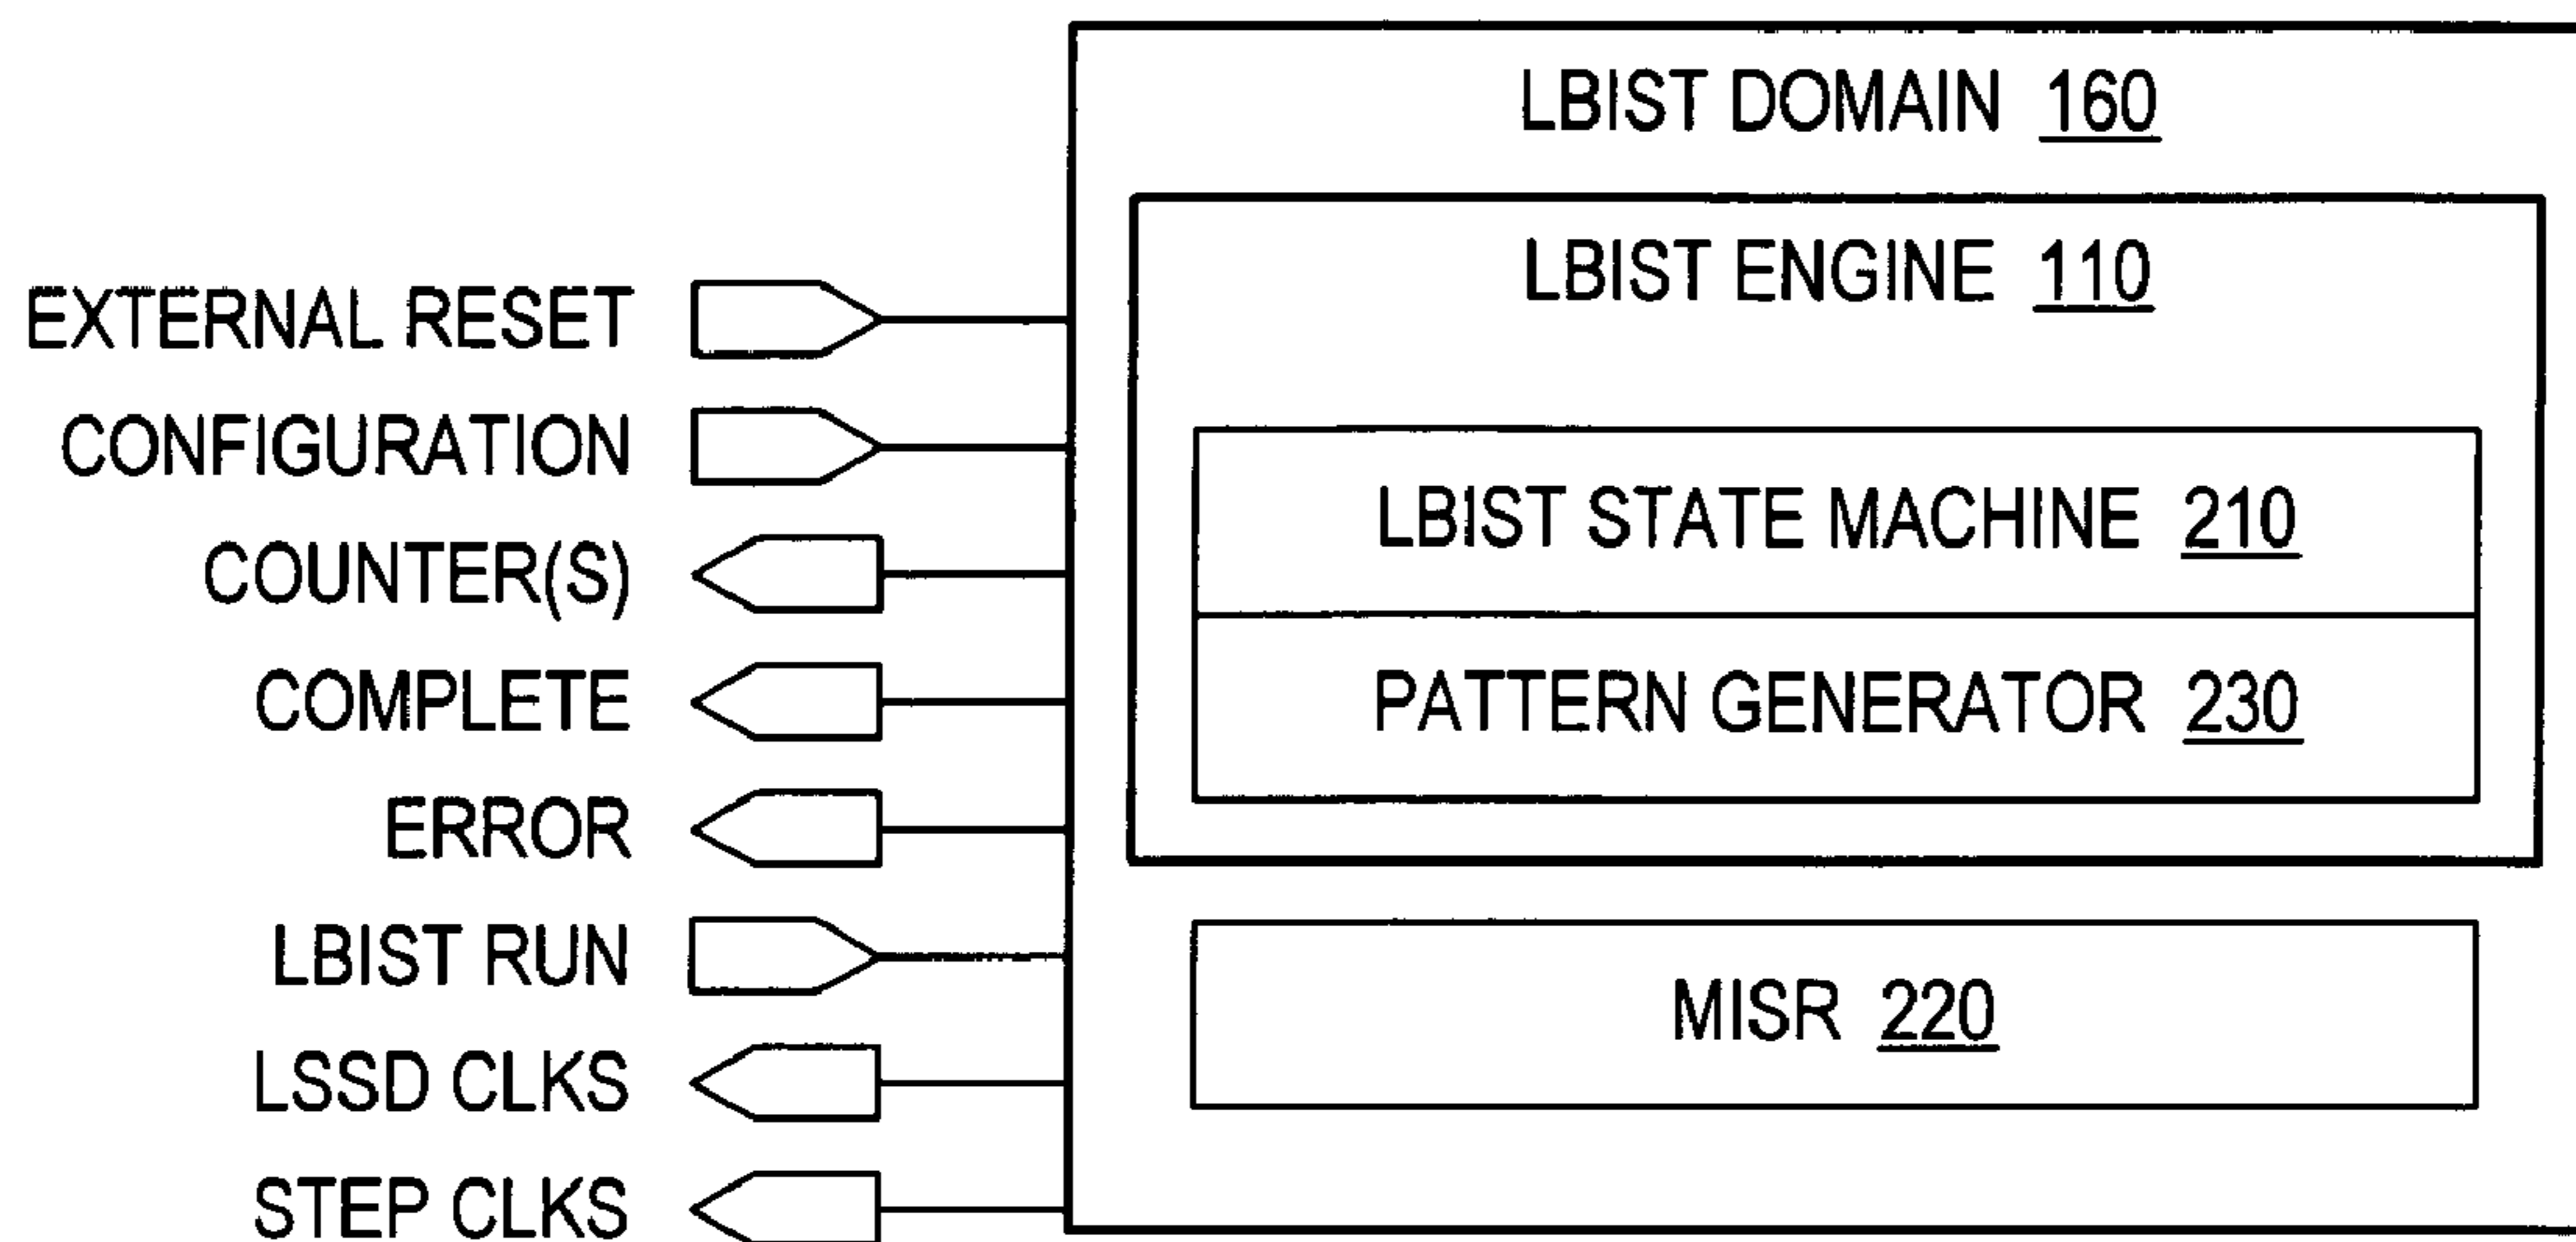 LBIST DOMAIN 160
LBIST ENGINE 110
EXTERNAL RESET
CONFIGURATION
LBIST STATE MACHINE 210
COUNTER(S)
PATTERN GENERATOR 230
COMPLETE
ERROR
LBIST RUN
MISR 220
LSSD CLKS
STEP CLKS